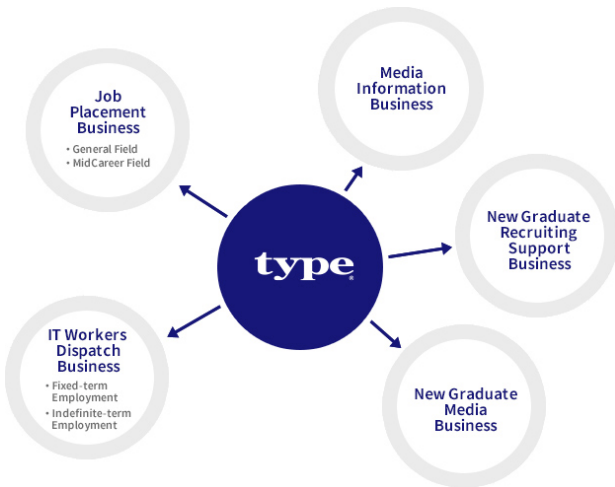 Media
Information
Business
Job
Placement
Business
• General Field
• MidCareer Field
New Graduate
Recruiting
Support
Business
type®
IT Workers
Dispatch
Business
• Fixed-term
Employment
• Indefinite-term
Employment
New Graduate
Media
Business